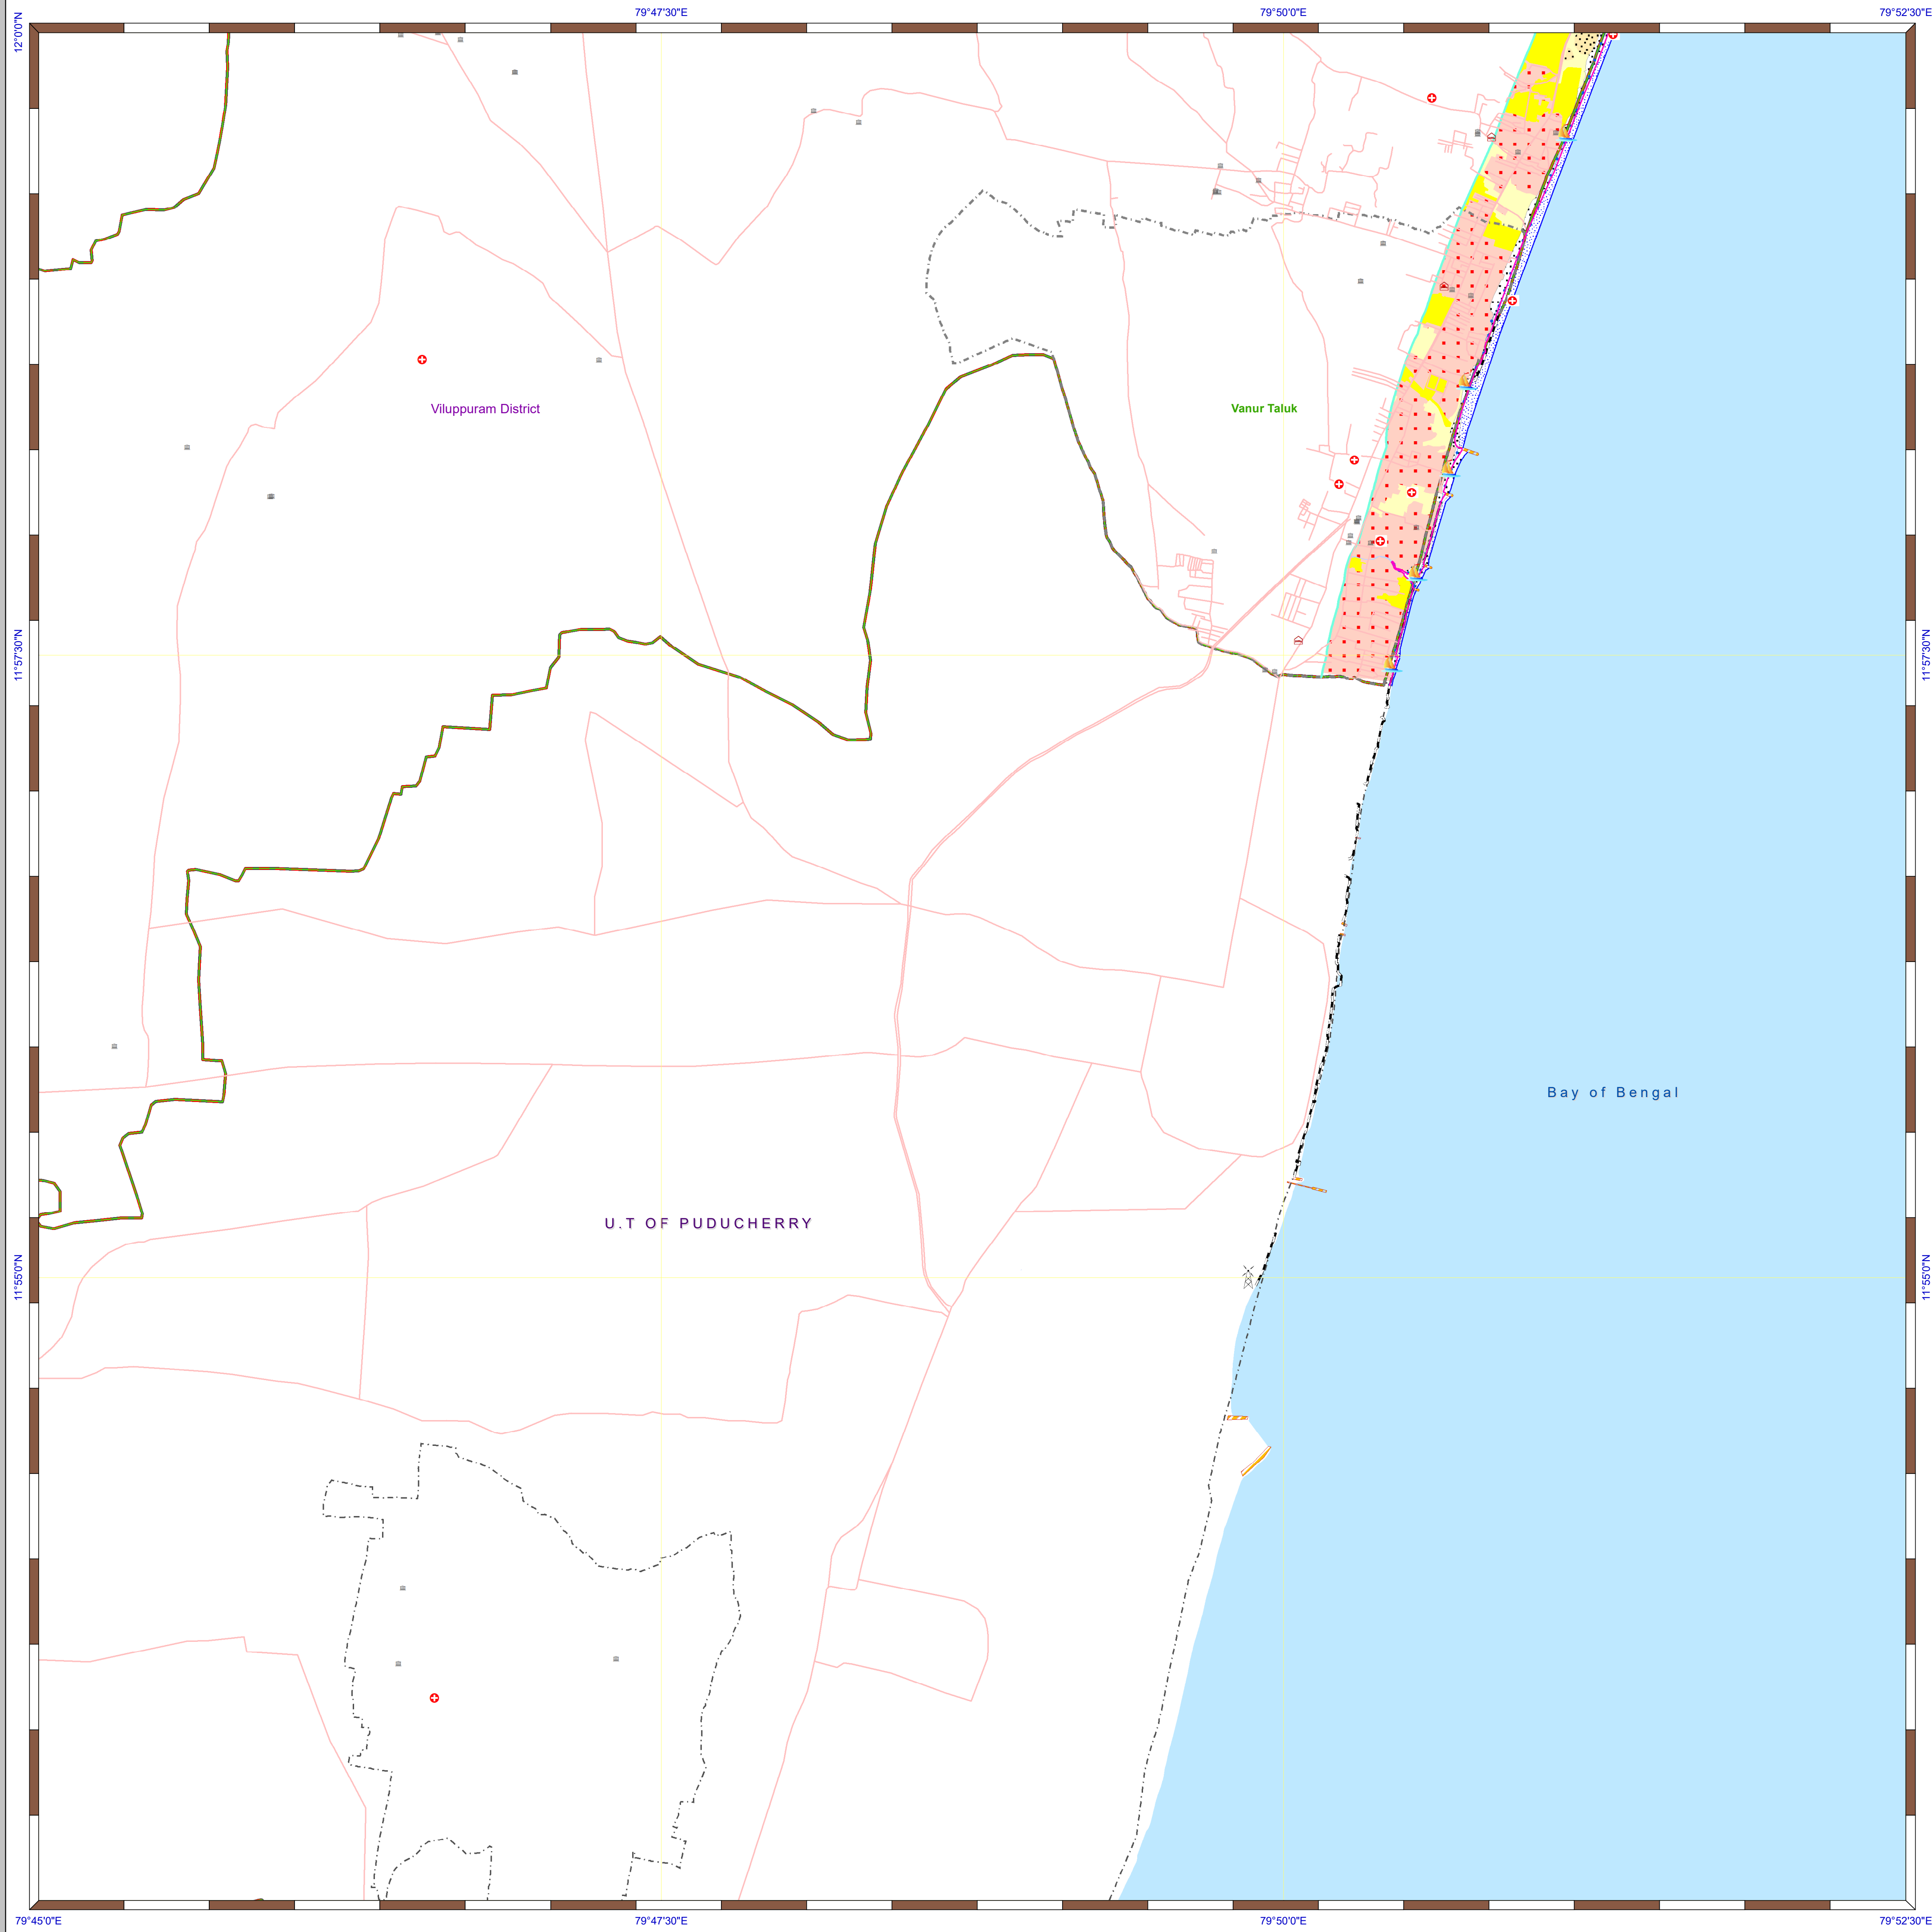 79°47'30"E
79°50'0"E
79°52'30"E
12°0'0"N
Viluppuram District
Vanur Taluk
11°57'30"N
11°57'30"N
Bay of Bengal
U.T OF PUDUCHERRY
11°55'0"N
11°55'0"N
79°45'0"E
79°47'30"E
79°50'0"E
79°52'30"E